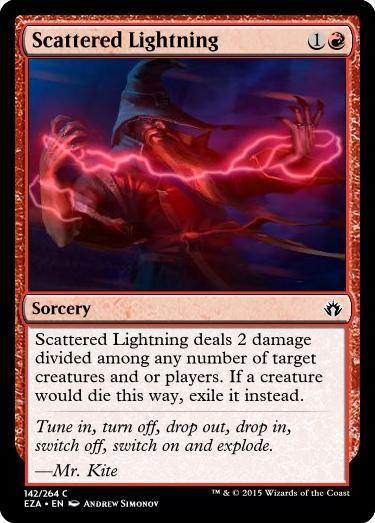 Scattered Lightning 1
Sorcery
Scattered Lightning deals 2 damage
divided among any number of target
creatures and or players. If a creature
would die this way, exile it instead.
Tune in, turn off, drop out, drop in,
switch off, switch on and explode.
—Mr. Kite
142/264 C
EZA • EN Andrew Simonov
™ & © 2015 Wizards of the Coast